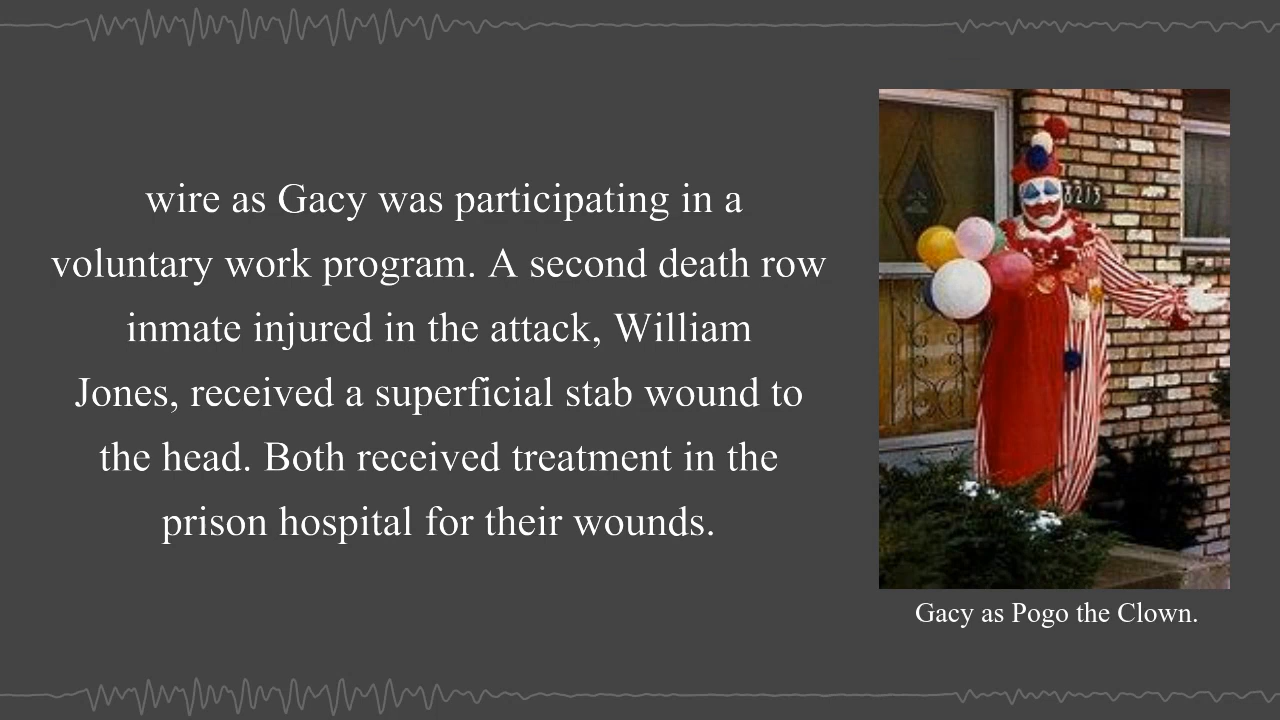 wire as Gacy was participating in a
voluntary work program. A second death row
inmate injured in the attack, William
Jones, received a superficial stab wound to
the head. Both received treatment in the
prison hospital for their wounds.
8213
Gacy as Pogo the Clown.